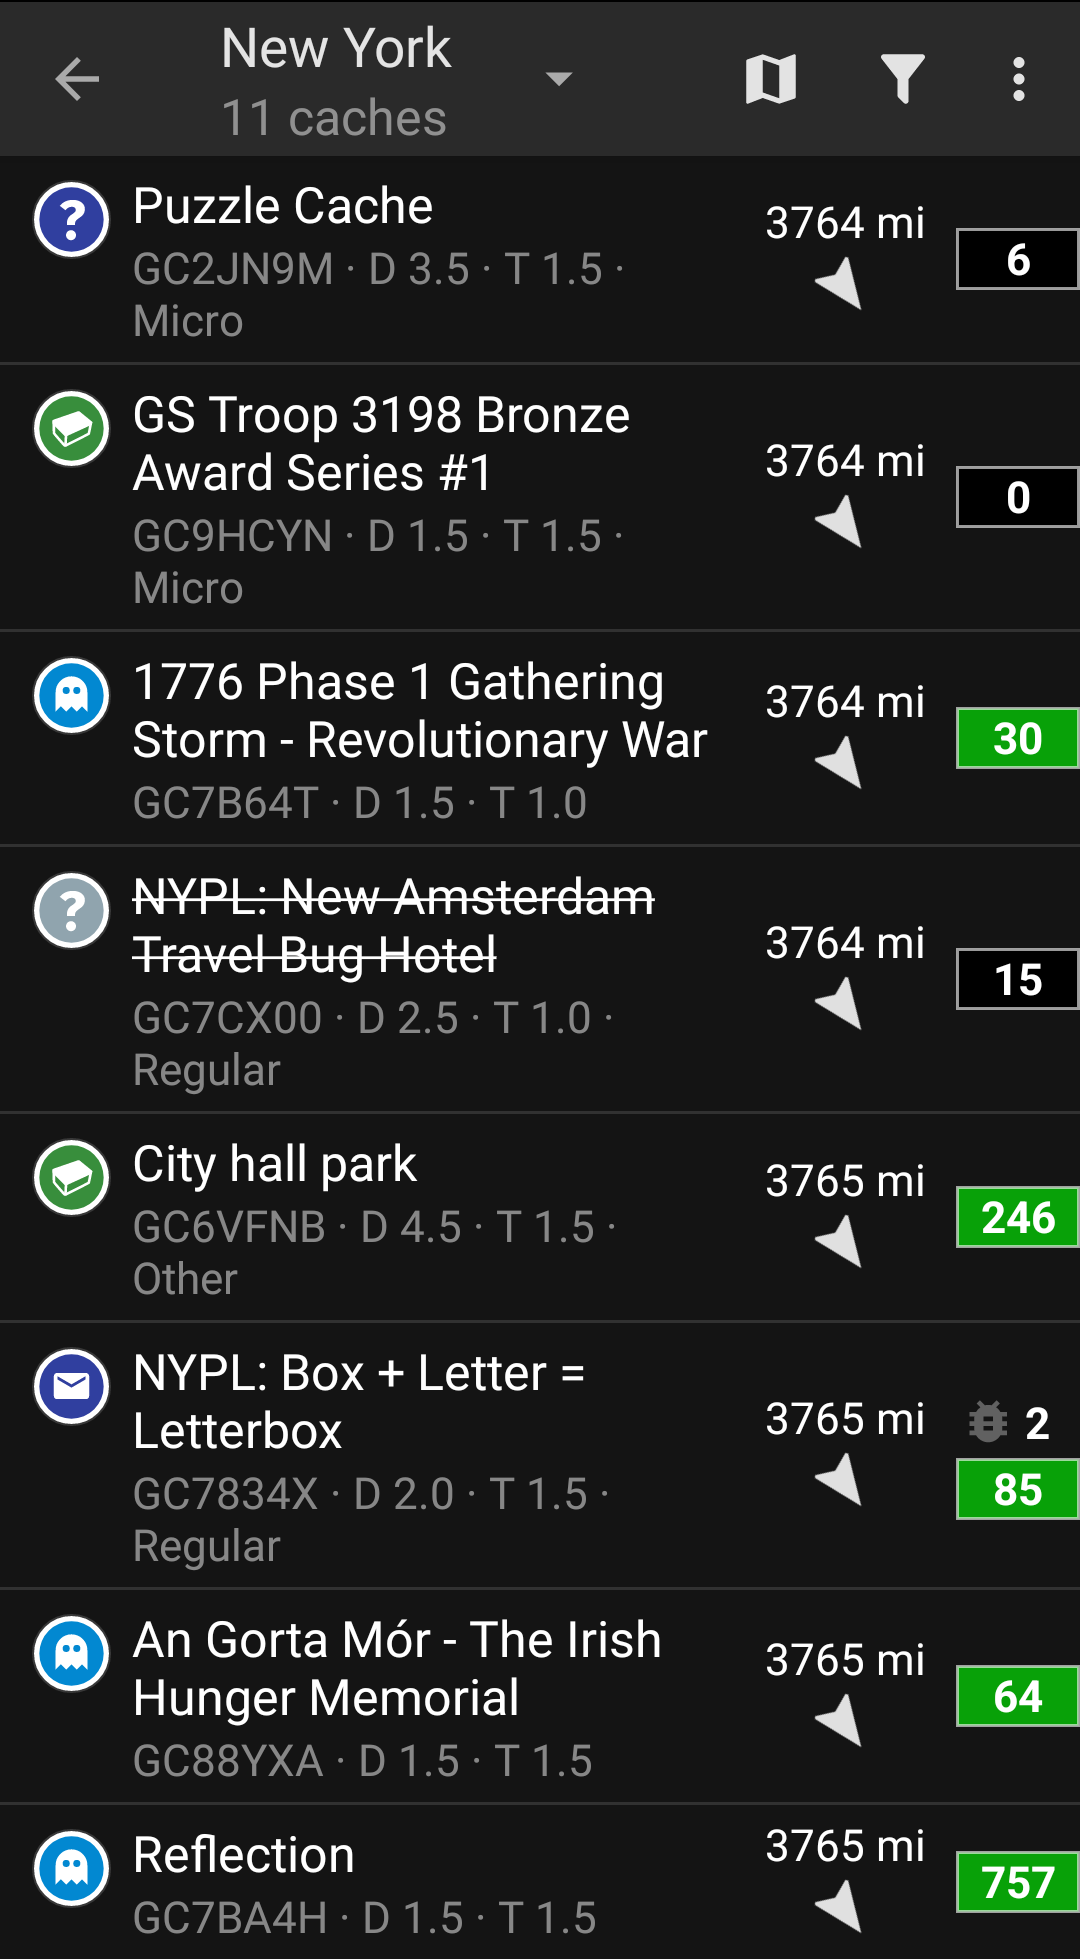 New York
11 caches
Puzzle Cache
GC2JN9M · D 3.5 · T 1.5 ·
Micro
3764 mi
6
GS Troop 3198 Bronze
Award Series #1
GC9HCYN · D 1.5 · T 1.5 ·
Micro
3764 mi
0
1776 Phase 1 Gathering
Storm - Revolutionary War
GC7B64T · D 1.5 · T 1.0
3764 mi
30
NYPL: New Amsterdam
Travel Bug Hotel
GC7CX00 · D 2.5 · T 1.0 ·
Regular
3764 mi
15
City hall park
GC6VFNB · D 4.5 · T 1.5 ·
Other
3765 mi
246
NYPL: Box + Letter =
Letterbox
GC7834X · D 2.0 · T 1.5 ·
Regular
3765 mi
2
85
An Gorta Mór - The Irish
Hunger Memorial
GC88YXA · D 1.5 · T 1.5
3765 mi
64
Reflection
GC7BA4H · D 1.5 · T 1.5
3765 mi
757